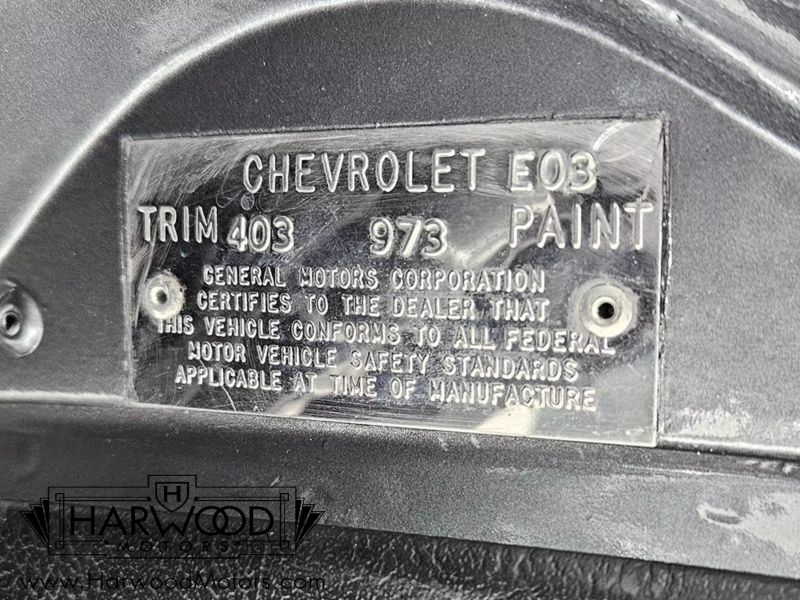 CHEVROLET E03
TRIM 403 973 PAINT
GENERAL MOTORS CORPORATION
CERTIFIES TO THE DEALER THAT
THIS VEHICLE CONFORMS TO ALL FEDERAL
MOTOR VEHICLE SAFETY STANDARDS
APPLICABLE AT TIME OF MANUFACTURE
H
HARWOOD
MOTORS
www.HarwoodMotors.com